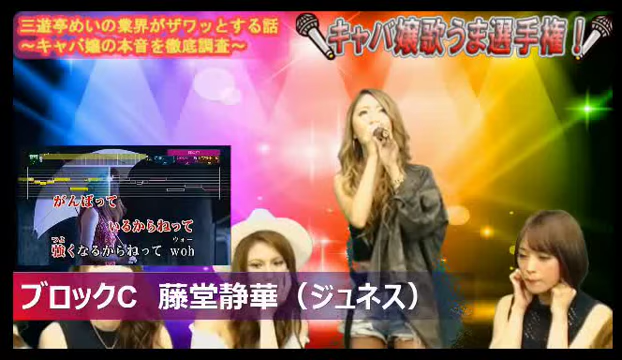 三遊亭めいの業界がザワッとする話
～キャバ嬢の本音を徹底調査～
キャバ嬢歌うま選手権！
がんばって
いるからねって
つよ ウォー
強くなるからねって woh
ブロックC 藤堂静華（ジュネス）